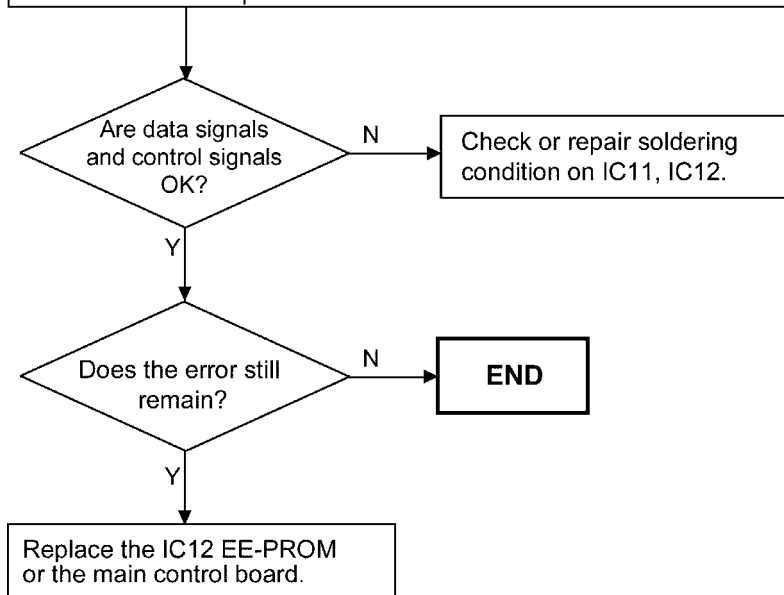 Are data signals
and control signals
OK?
N
Check or repair soldering
condition on IC11, IC12.
Y
Does the error still
remain?
N
END
Y
Replace the IC12 EE-PROM
or the main control board.